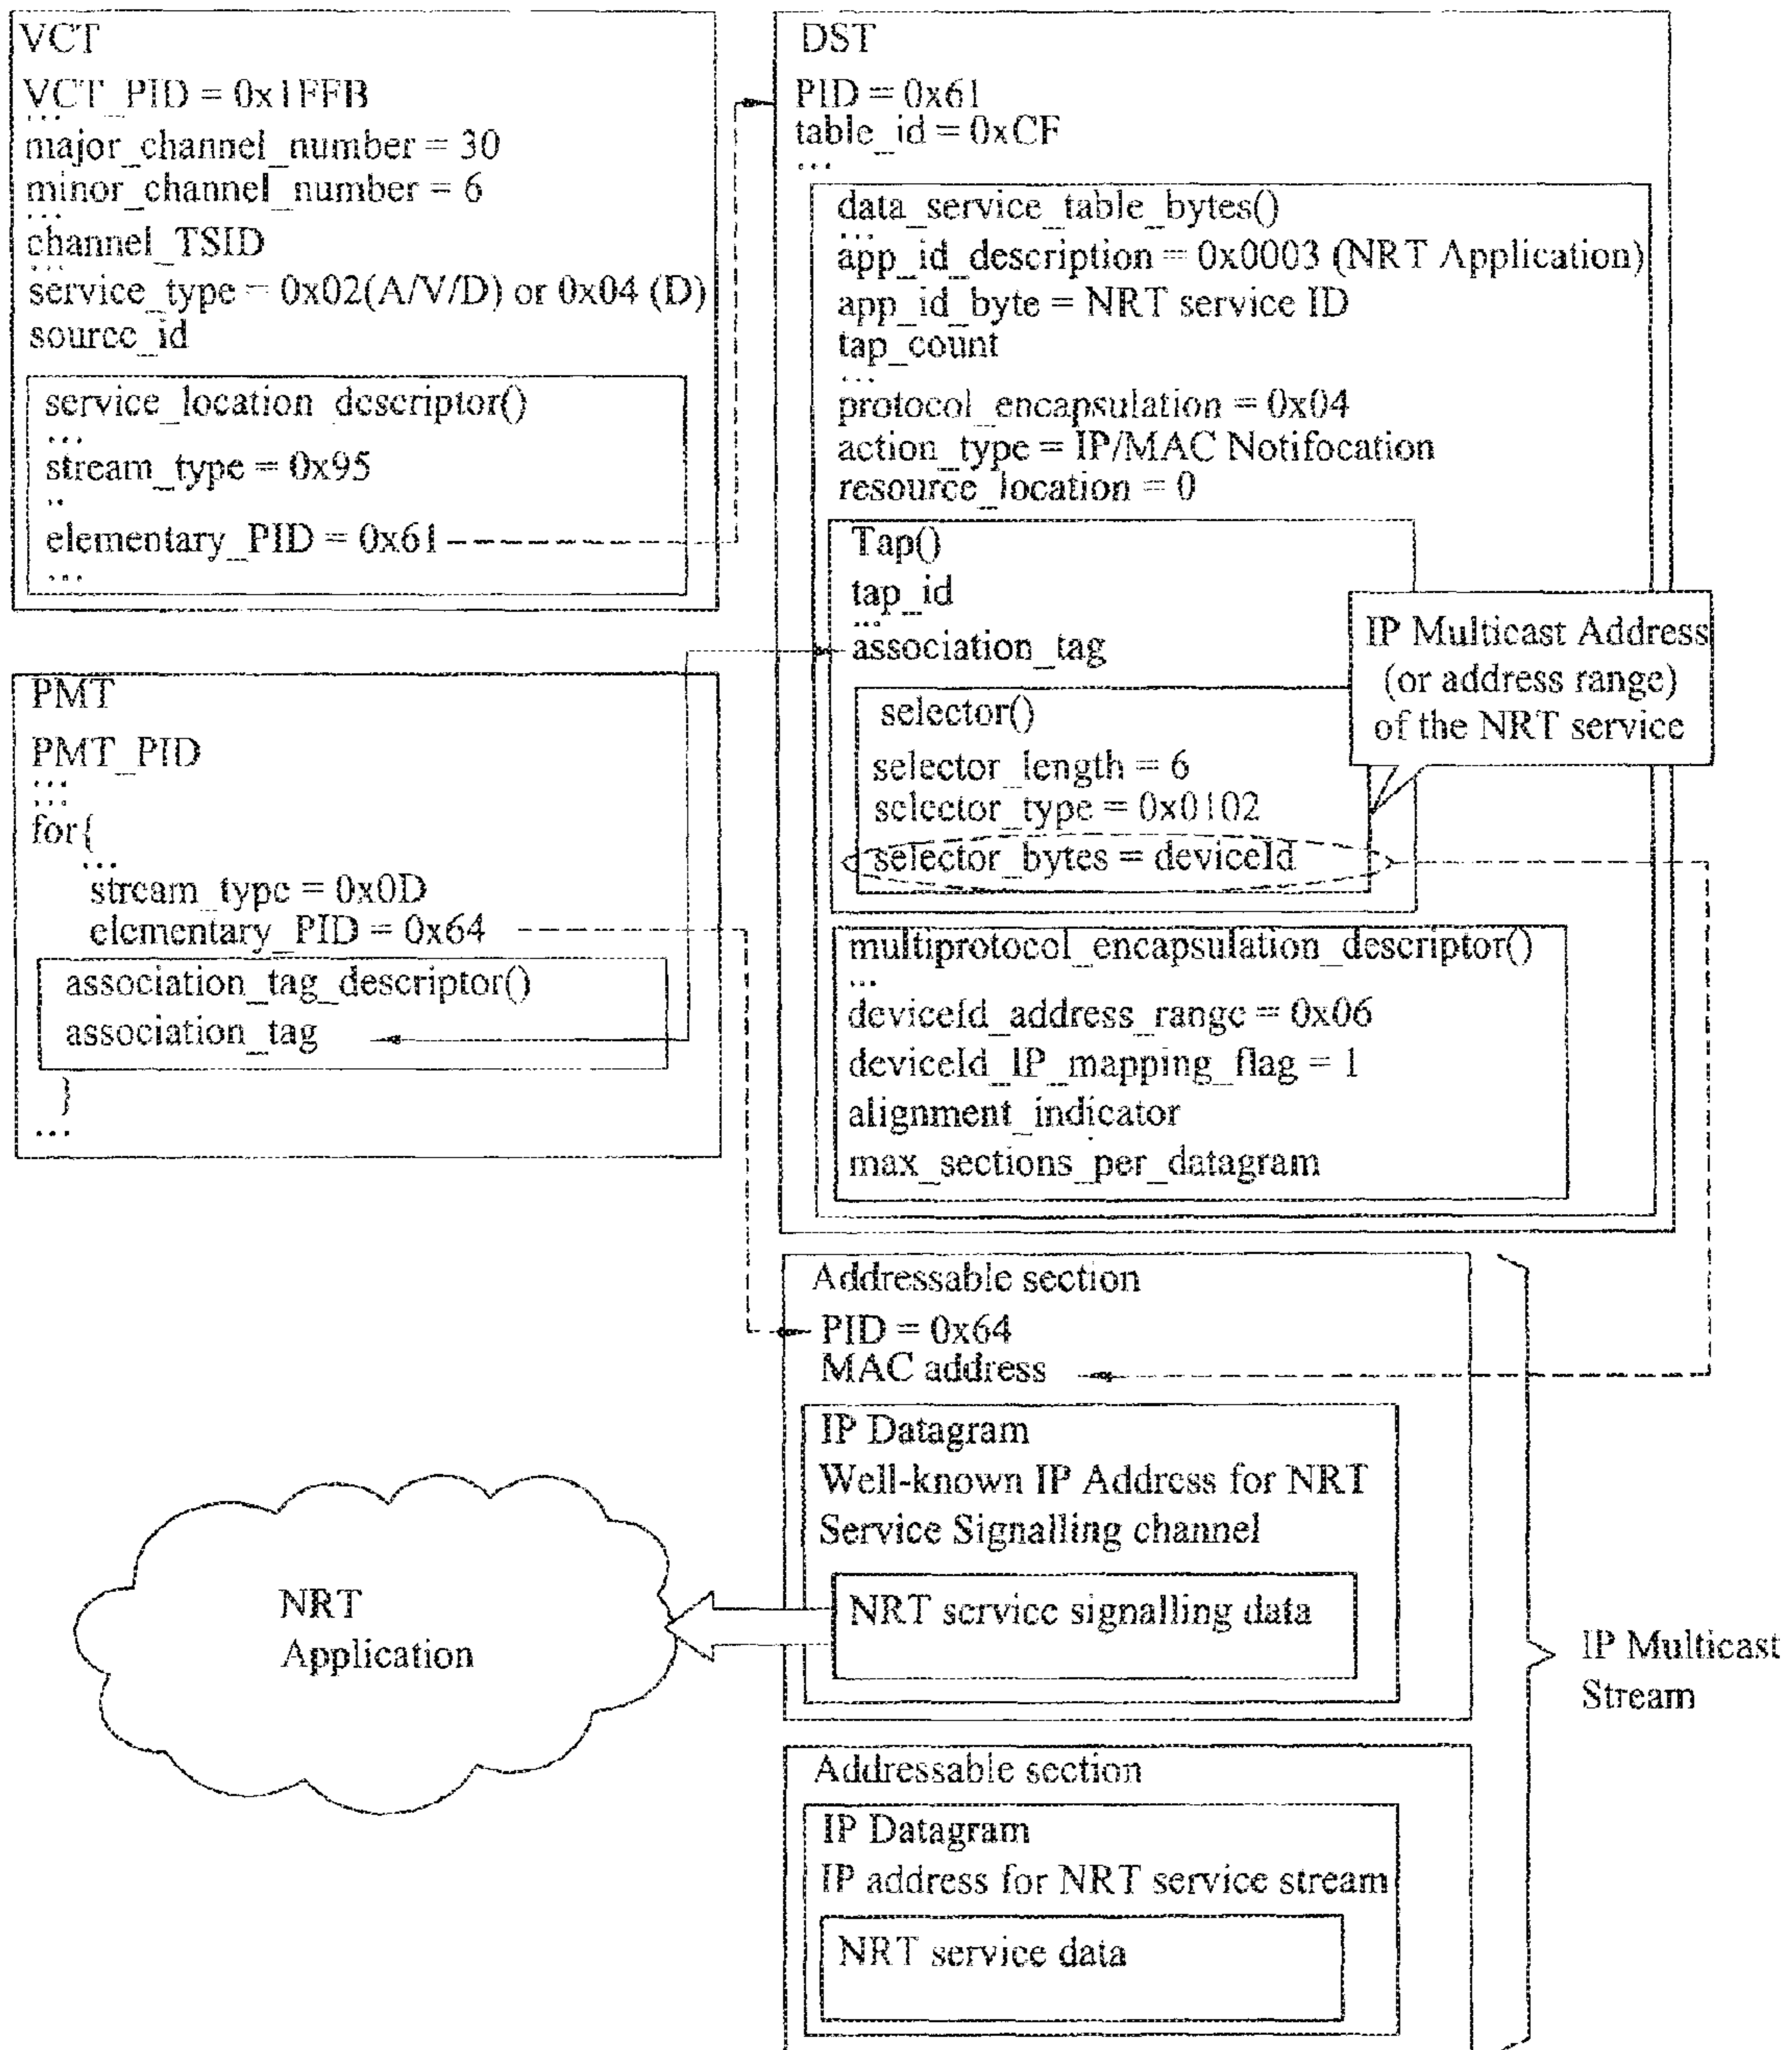 VCT
VCT_PID = 0x1FFB
...
major_channel_number = 30
minor_channel_number = 6
...
channel_TSID
...
service_type = 0x02(A/V/D) or 0x04 (D)
source_id
service_location_descriptor()
...
stream_type = 0x95
..
elementary_PID = 0x61
...
PMT
PMT_PID
...
...
for{
...
stream_type = 0x0D
elementary_PID = 0x64
association_tag_descriptor()
association_tag
}
...
DST
PID = 0x61
table_id = 0xCF
...
data_service_table_bytes()
...
app_id_description = 0x0003 (NRT Application)
app_id_byte = NRT service ID
tap_count
...
protocol_encapsulation = 0x04
action_type = IP/MAC Notifocation
resource_location = 0
Tap()
tap_id
...
association_tag
selector()
selector_length = 6
selector_type = 0x0102
selector_bytes = deviceId
IP Multicast Address
(or address range)
of the NRT service
multiprotocol_encapsulation_descriptor()
...
deviceId_address_range = 0x06
deviceId_IP_mapping_flag = 1
alignment_indicator
max_sections_per_datagram
Addressable section
PID = 0x64
MAC address
IP Datagram
Well-known IP Address for NRT
Service Signalling channel
NRT service signalling data
NRT
Application
IP Multicast
Stream
Addressable section
IP Datagram
IP address for NRT service stream
NRT service data